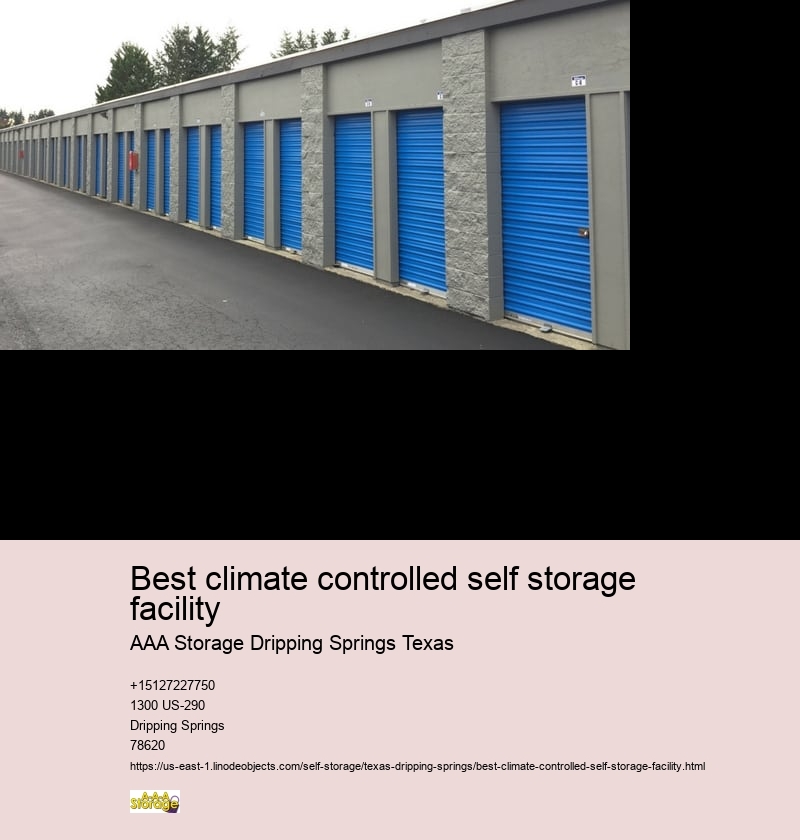 Best climate controlled self storage
facility
AAA Storage Dripping Springs Texas
+15127227750
1300 US-290
Dripping Springs
78620
https://us-east-1.linodeobjects.com/self-storage/texas-dripping-springs/best-climate-controlled-self-storage-facility.html
A-A-A
Storage